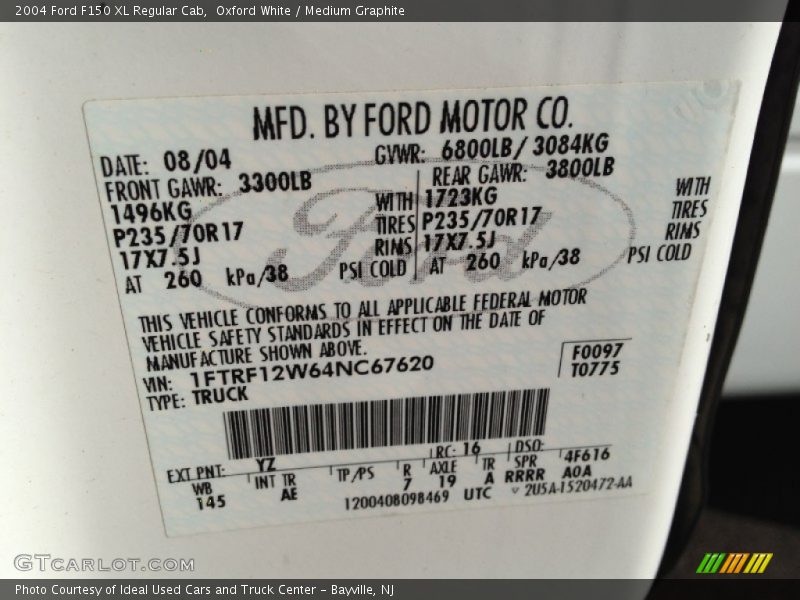 2004 Ford F150 XL Regular Cab,  Oxford White / Medium Graphite
MFD. BY FORD MOTOR CO.
DATE: 08/04 GVWR: 6800LB / 3084KG
FRONT GAWR: 3300LB REAR GAWR: 3800LB
1496KG WITH 1723KG WITH
P235/70R17 TIRES P235/70R17 TIRES
17X7.5J RIMS 17X7.5J RIMS
AT 260 kPa/38 PSI COLD AT 260 kPa/38 PSI COLD
Ford
THIS VEHICLE CONFORMS TO ALL APPLICABLE FEDERAL MOTOR
VEHICLE SAFETY STANDARDS IN EFFECT ON THE DATE OF
MANUFACTURE SHOWN ABOVE.
VIN: 1FTRF12W64NC67620 F0097
TYPE: TRUCK T0775
EXT PNT: YZ RC: 16 DSO: 4F616
WB INT TR TP/PS R AXLE TR SPR A0A
145 AE 7 19 A RRRR
1200408098469 UTC 2U5A-1520472-AA
GTCARLOT.COM
Photo Courtesy of Ideal Used Cars and Truck Center – Bayville, NJ